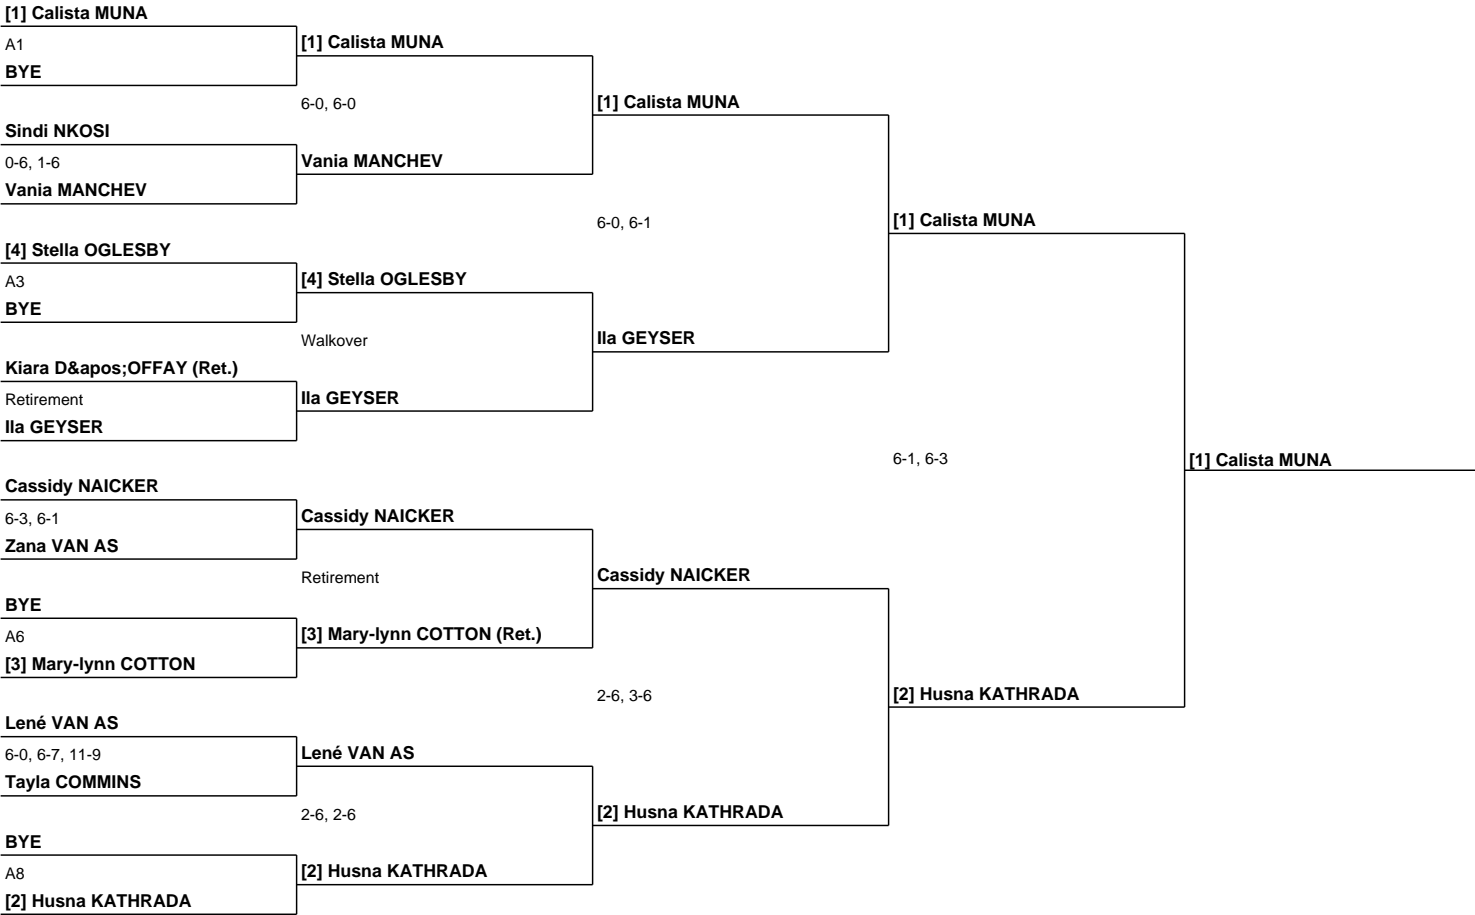 [1] Calista MUNA
A1
BYE
Sindi NKOSI
0-6, 1-6
Vania MANCHEV
[4] Stella OGLESBY
A3
BYE
Kiara D&apos;OFFAY (Ret.)
Retirement
Ila GEYSER
Cassidy NAICKER
6-3, 6-1
Zana VAN AS
BYE
A6
[3] Mary-lynn COTTON
Lené VAN AS
6-0, 6-7, 11-9
Tayla COMMINS
BYE
A8
[2] Husna KATHRADA
[1] Calista MUNA
6-0, 6-0
Vania MANCHEV
[4] Stella OGLESBY
Walkover
Ila GEYSER
Cassidy NAICKER
Retirement
[3] Mary-lynn COTTON (Ret.)
Lené VAN AS
2-6, 2-6
[2] Husna KATHRADA
[1] Calista MUNA
6-0, 6-1
Ila GEYSER
Cassidy NAICKER
2-6, 3-6
[2] Husna KATHRADA
[1] Calista MUNA
6-1, 6-3
[2] Husna KATHRADA
[1] Calista MUNA